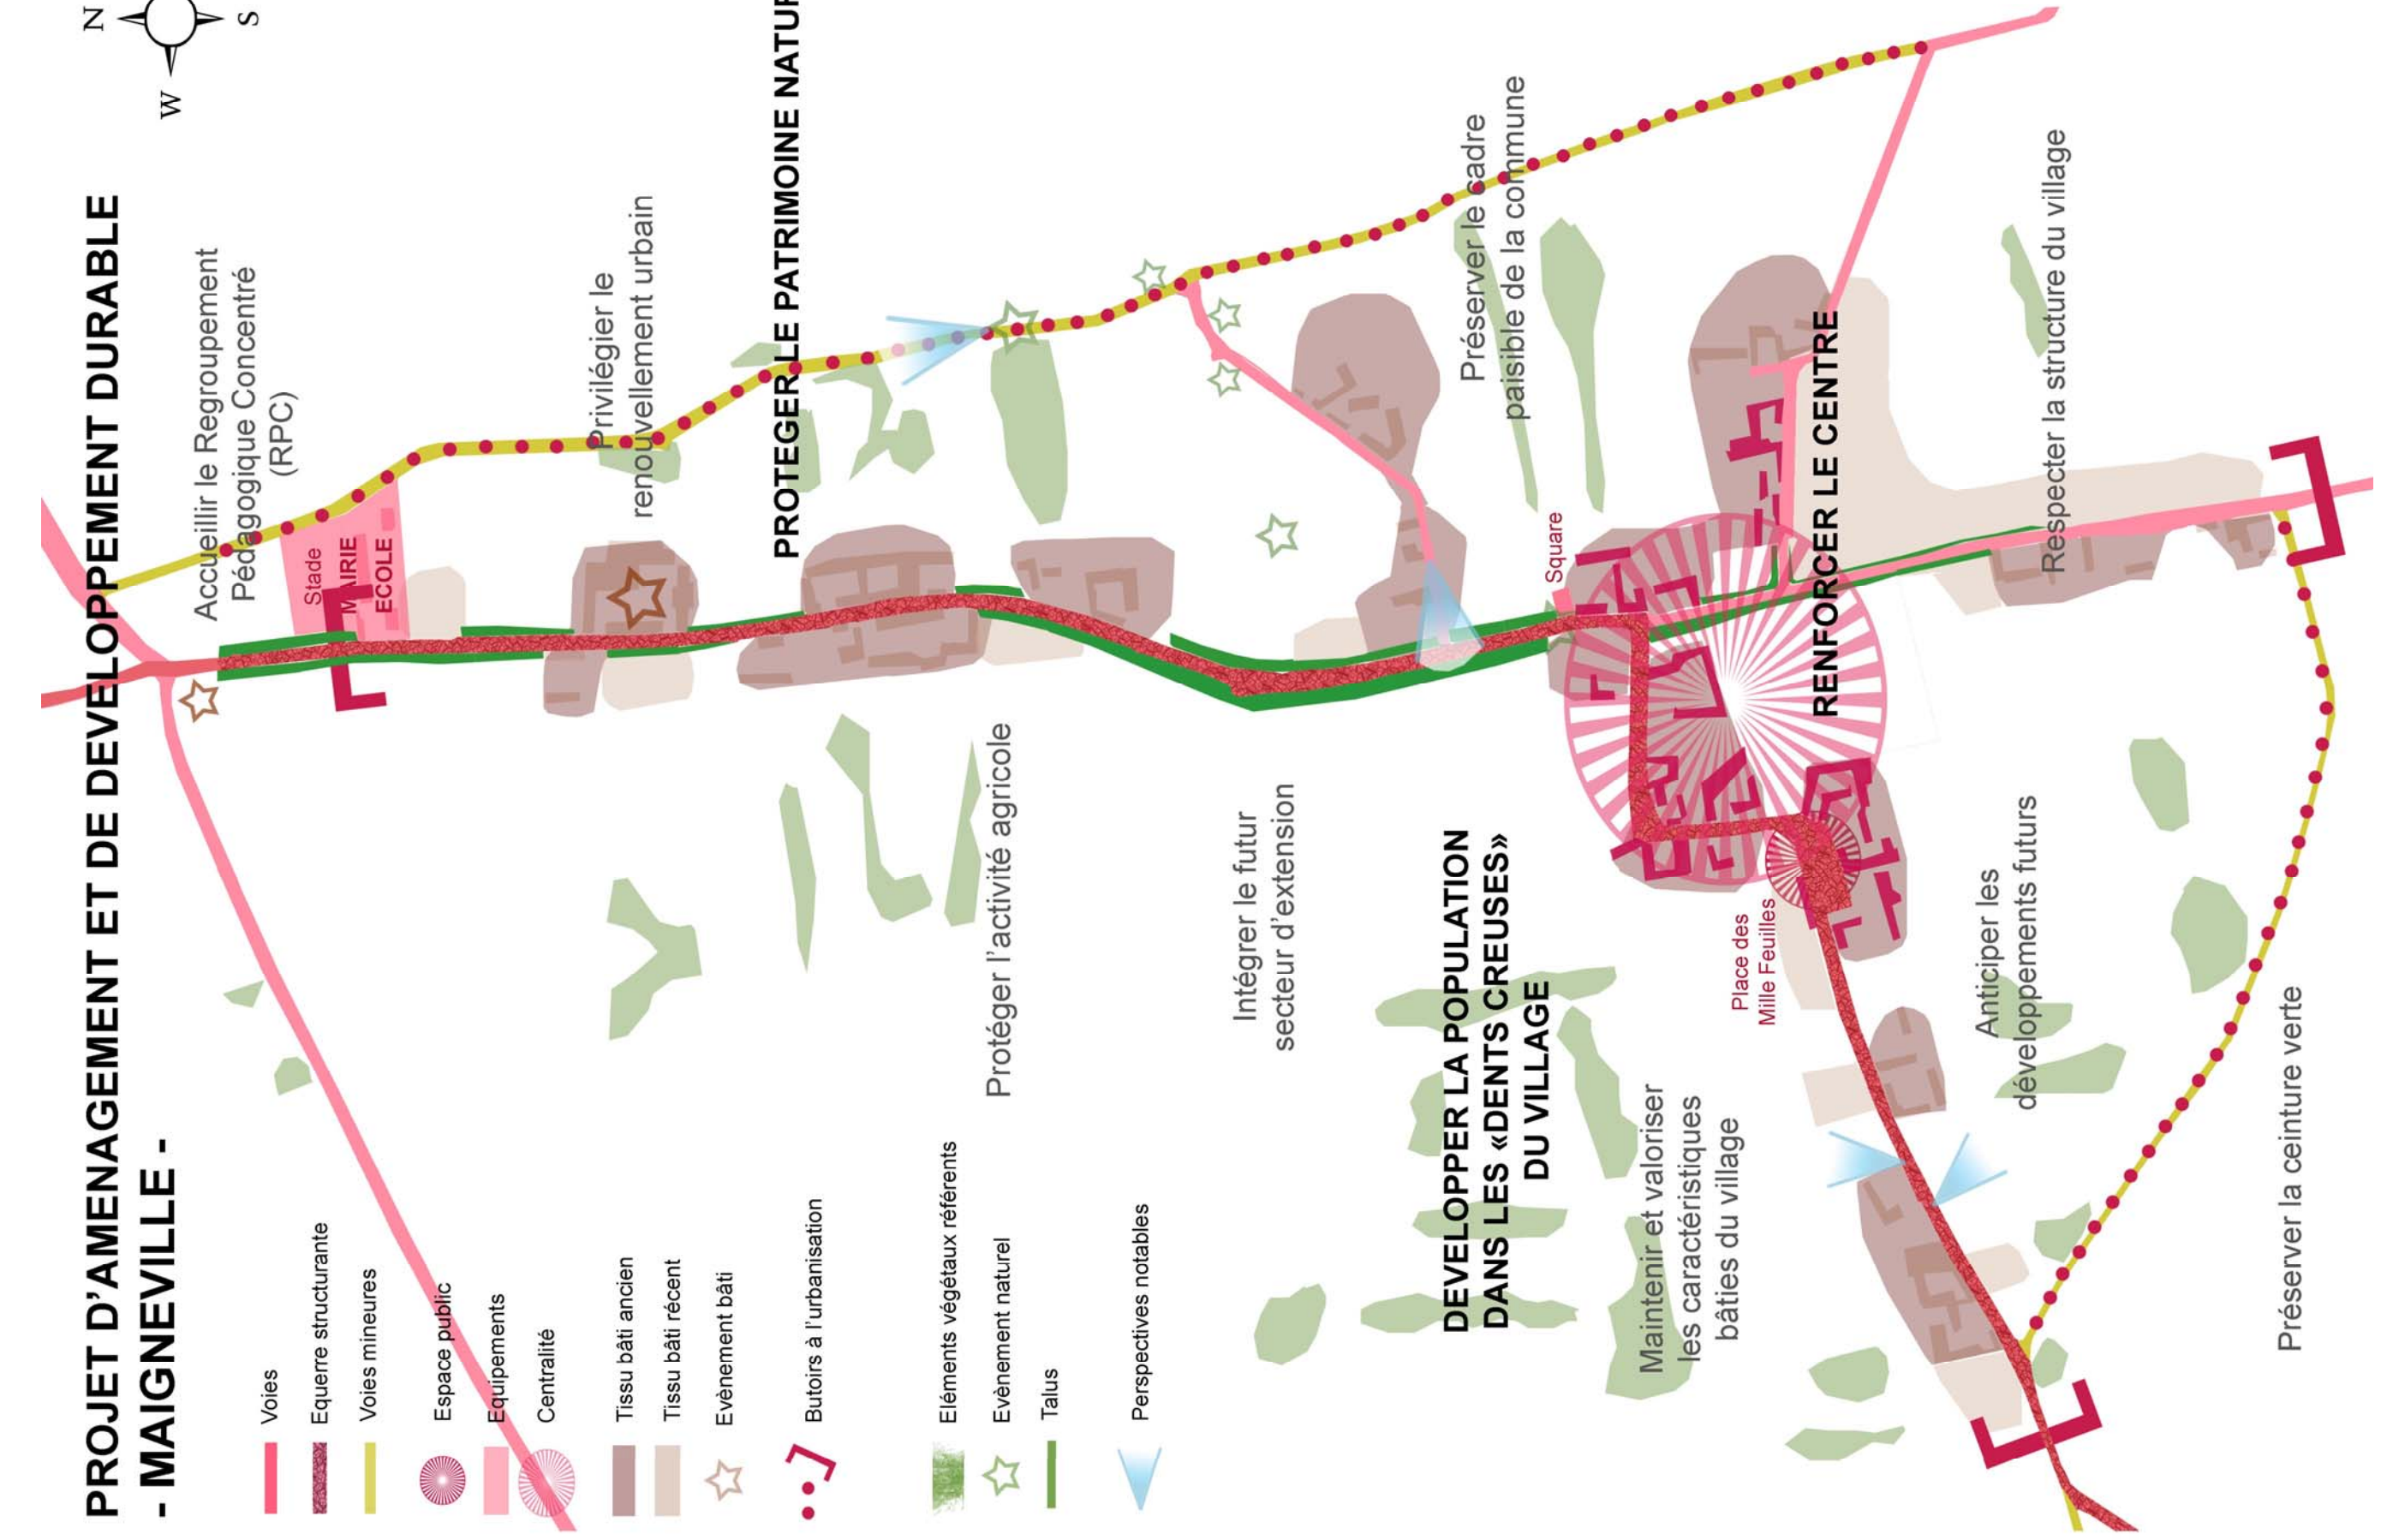 PROJET D'AMENAGEMENT ET DE DEVELOPPEMENT DURABLE
- MAIGNEVILLE -
N
S
W
Voies
Equerre structurante
Voies mineures
Espace public
Equipements
Centralité
Tissu bâti ancien
Tissu bâti récent
Evènement bâti
Butoirs à l'urbanisation
Eléments végétaux référents
Evènement naturel
Talus
Perspectives notables
Accueillir le Regroupement
Pédagogique Concentré
(RPC)
Stade
MAIRIE
ECOLE
Privilégier le
renouvellement urbain
PROTEGER LE PATRIMOINE
Protéger l'activité agricole
Intégrer le futur
secteur d'extension
Préserver le cadre
paisible de la commune
Square
DEVELOPPER LA POPULATION
DANS LES «DENTS CREUSES»
DU VILLAGE
Maintenir et valoriser
les caractéristiques
bâties du village
Place des
Mille Feuilles
RENFORCER LE CENTRE
Respecter la structure du village
Anticiper les
développements futurs
Préserver la ceinture verte